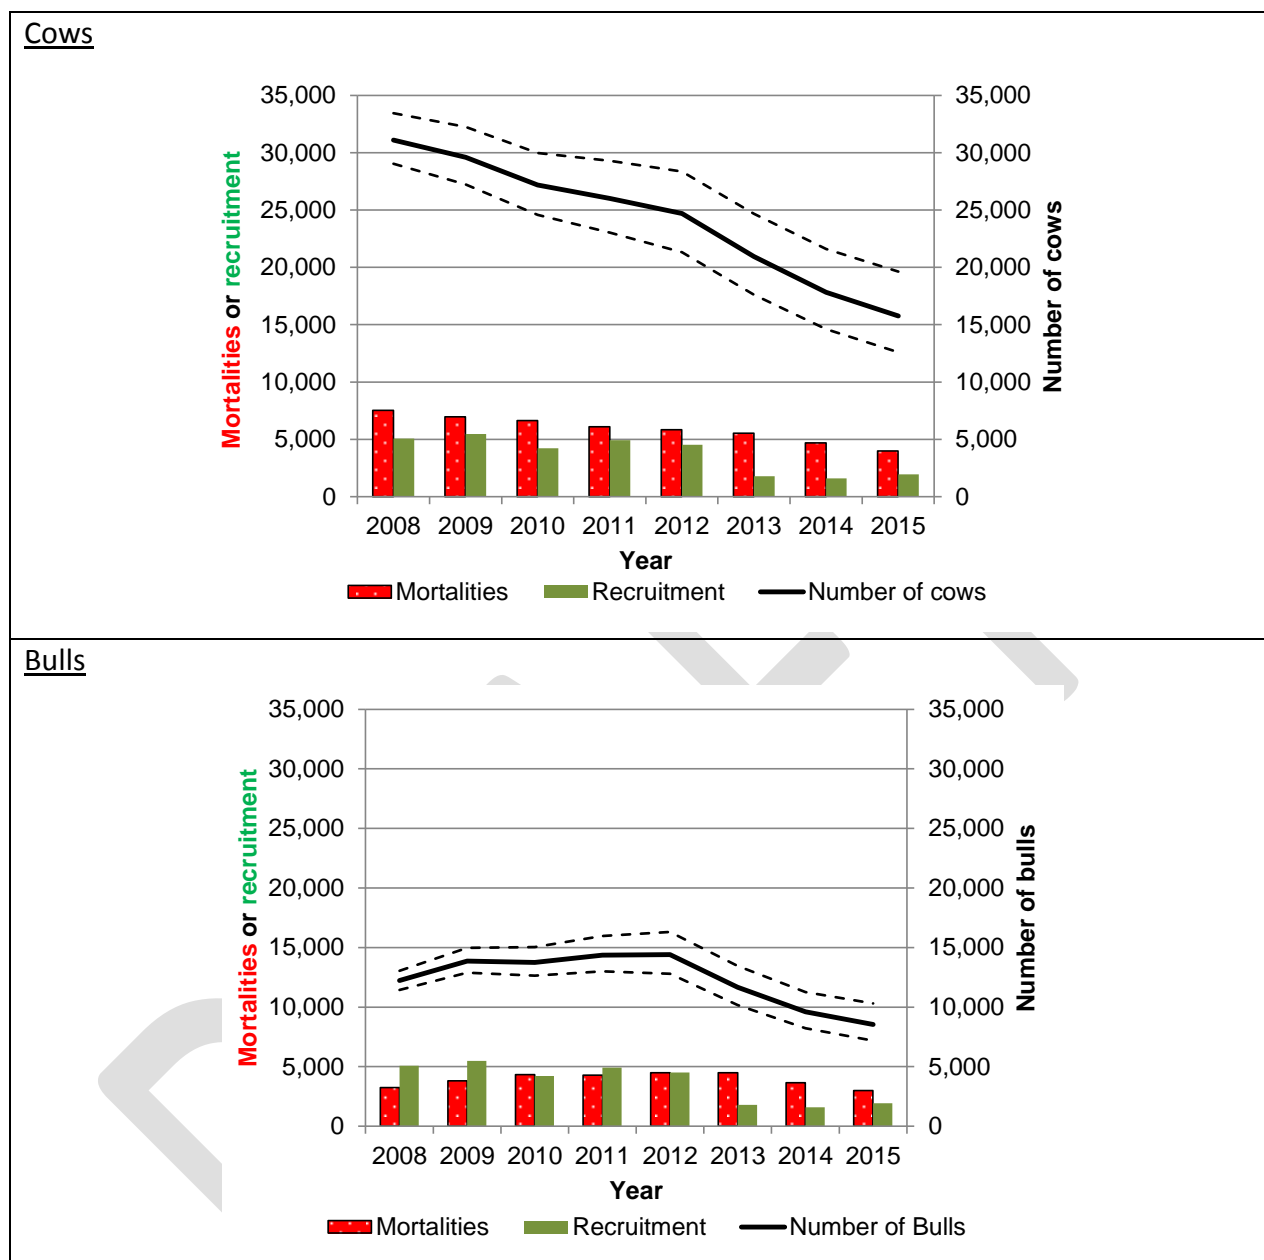 Cows
35,000 35,000
30,000 30,000
25,000 25,000
20,000 20,000
15,000 15,000
10,000 10,000
5,000 5,000
0 0
Mortalities or recruitment
Number of cows
2008 2009 2010 2011 2012 2013 2014 2015
Year
Mortalities Recruitment Number of cows
Bulls
35,000 35,000
30,000 30,000
25,000 25,000
20,000 20,000
15,000 15,000
10,000 10,000
5,000 5,000
0 0
Mortalities or recruitment
Number of bulls
2008 2009 2010 2011 2012 2013 2014 2015
Year
Mortalities Recruitment Number of Bulls